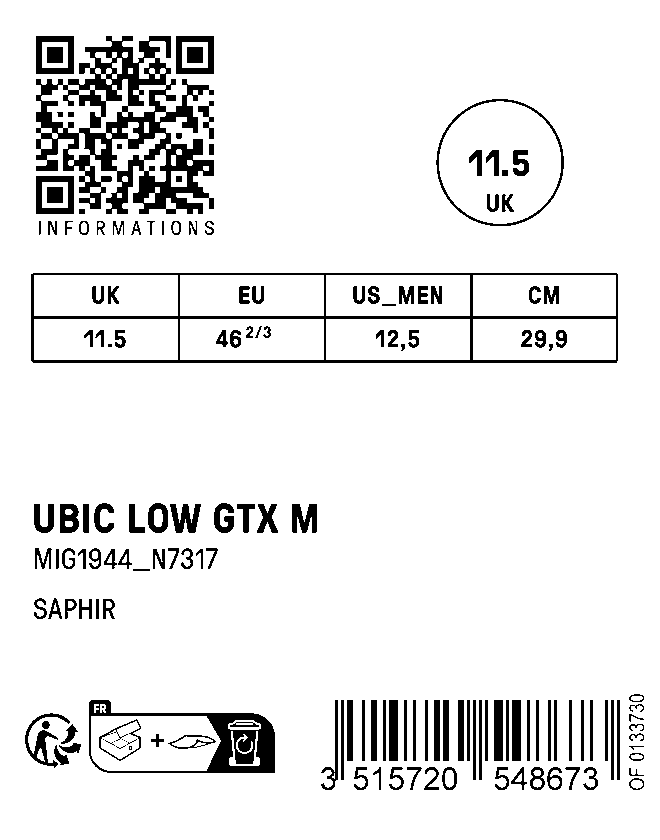 INFORMATIONS
11.5
UK
UK EU US_MEN CM
11.5 46 2/3 12,5 29,9
UBIC LOW GTX M
MIG1944_N7317
SAPHIR
FR
+
3 515720 548673
OF 0133730